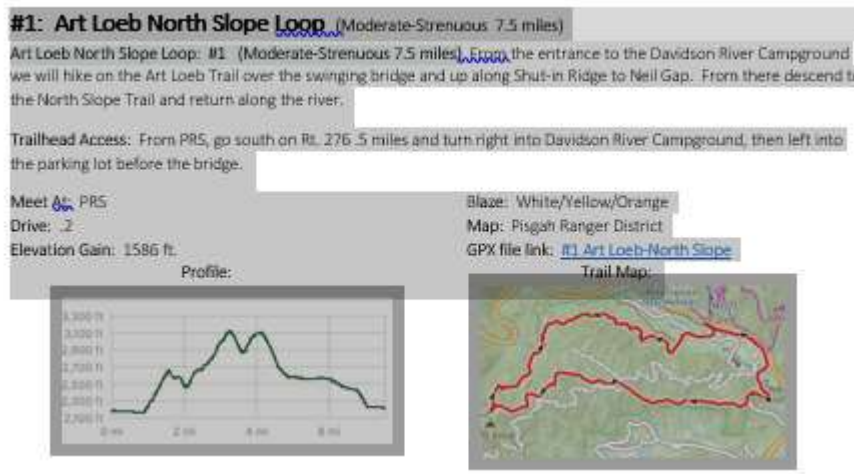 #1: Art Loeb North Slope Loop (Moderate-Strenuous 7.5 miles)
Art Loeb North Slope Loop: #1 (Moderate-Strenuous 7.5 miles) From the entrance to the Davidson River Campground
we will hike on the Art Loeb Trail over the swinging bridge and up along Shut-in Ridge to Neil Gap. From there descend t
the North Slope Trail and return along the river.
Trailhead Access: From PRS, go south on Rt. 276 .5 miles and turn right into Davidson River Campground, then left into
the parking lot before the bridge.
Meet At: PRS
Blaze: White/Yellow/Orange
Drive: .2
Map: Pisgah Ranger District
Elevation Gain: 1586 ft.
GPX file link: #1 Art Loeb-North Slope
Profile:
Trail Map:
0 mi 2 mi 4 mi 6 mi